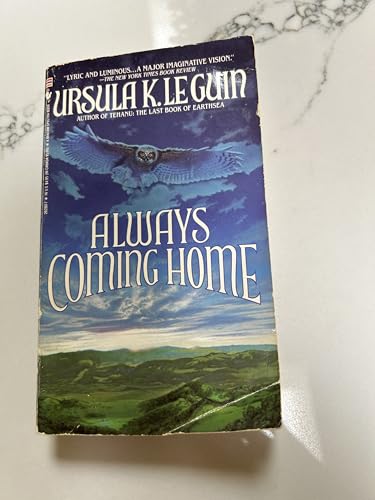 "LYRIC AND LUMINOUS...A MAJOR IMAGINATIVE VISION."
—THE NEW YORK TIMES BOOK REVIEW
URSULA K. LE GUIN
AUTHOR OF TEHANU: THE LAST BOOK OF EARTHSEA
ALWAYS
COMING HOME